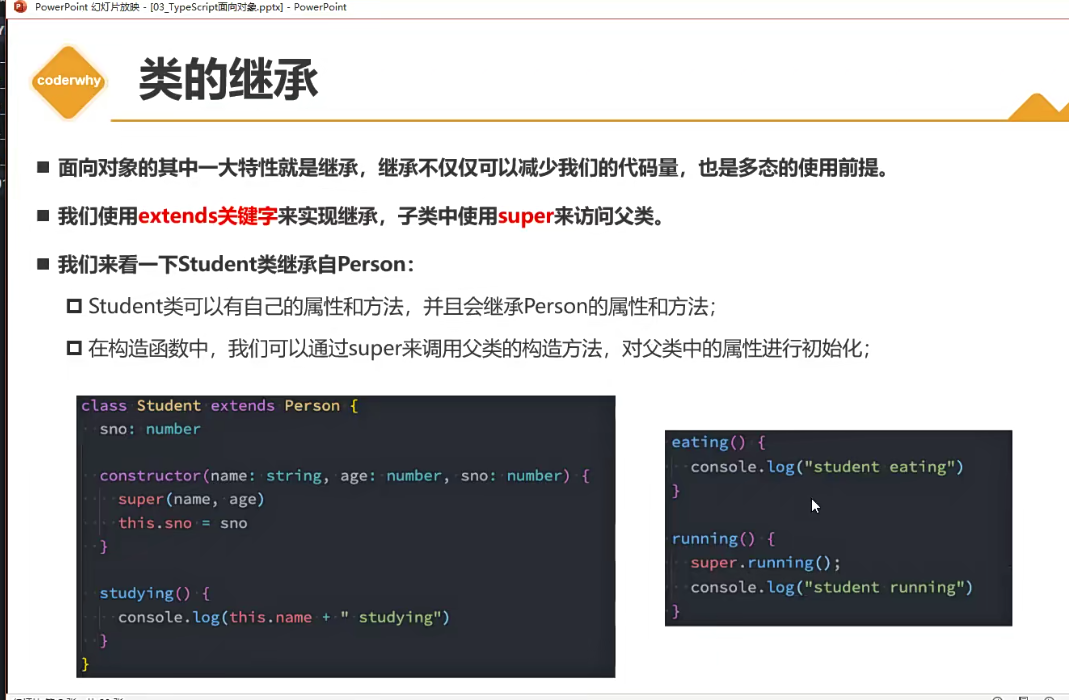 PowerPoint 幻灯片放映 - [03_TypeScript面向对象.pptx] - PowerPoint
coderwhy
类的继承
面向对象的其中一大特性就是继承，继承不仅仅可以减少我们的代码量，也是多态的使用前提。
我们使用extends关键字来实现继承，子类中使用super来访问父类。
我们来看一下Student类继承自Person：
Student类可以有自己的属性和方法，并且会继承Person的属性和方法；
在构造函数中，我们可以通过super来调用父类的构造方法，对父类中的属性进行初始化；
class Student extends Person {
sno: number
constructor(name: string, age: number, sno: number) {
super(name, age)
this.sno = sno
}
studying() {
console.log(this.name + " studying")
}
}
eating() {
console.log("student eating")
}
running() {
super.running();
console.log("student running")
}